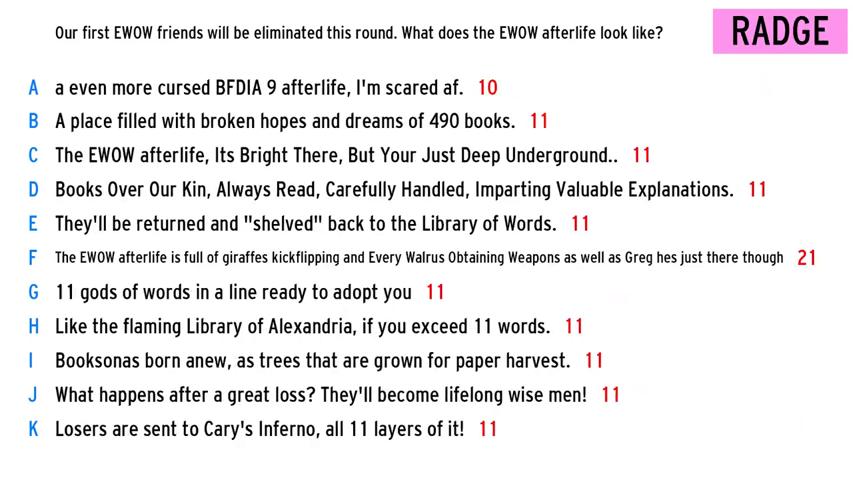 Our first EWOW friends will be eliminated this round. What does the EWOW afterlife look like?
RADGE
A a even more cursed BFDIA 9 afterlife, I'm scared af. 10
B A place filled with broken hopes and dreams of 490 books. 11
C The EWOW afterlife, Its Bright There, But Your Just Deep Underground.. 11
D Books Over Our Kin, Always Read, Carefully Handled, Imparting Valuable Explanations. 11
E They'll be returned and "shelved" back to the Library of Words. 11
F The EWOW afterlife is full of giraffes kickflipping and Every Walrus Obtaining Weapons as well as Greg hes just there though 21
G 11 gods of words in a line ready to adopt you 11
H Like the flaming Library of Alexandria, if you exceed 11 words. 11
I Booksonas born anew, as trees that are grown for paper harvest. 11
J What happens after a great loss? They'll become lifelong wise men! 11
K Losers are sent to Cary's Inferno, all 11 layers of it! 11